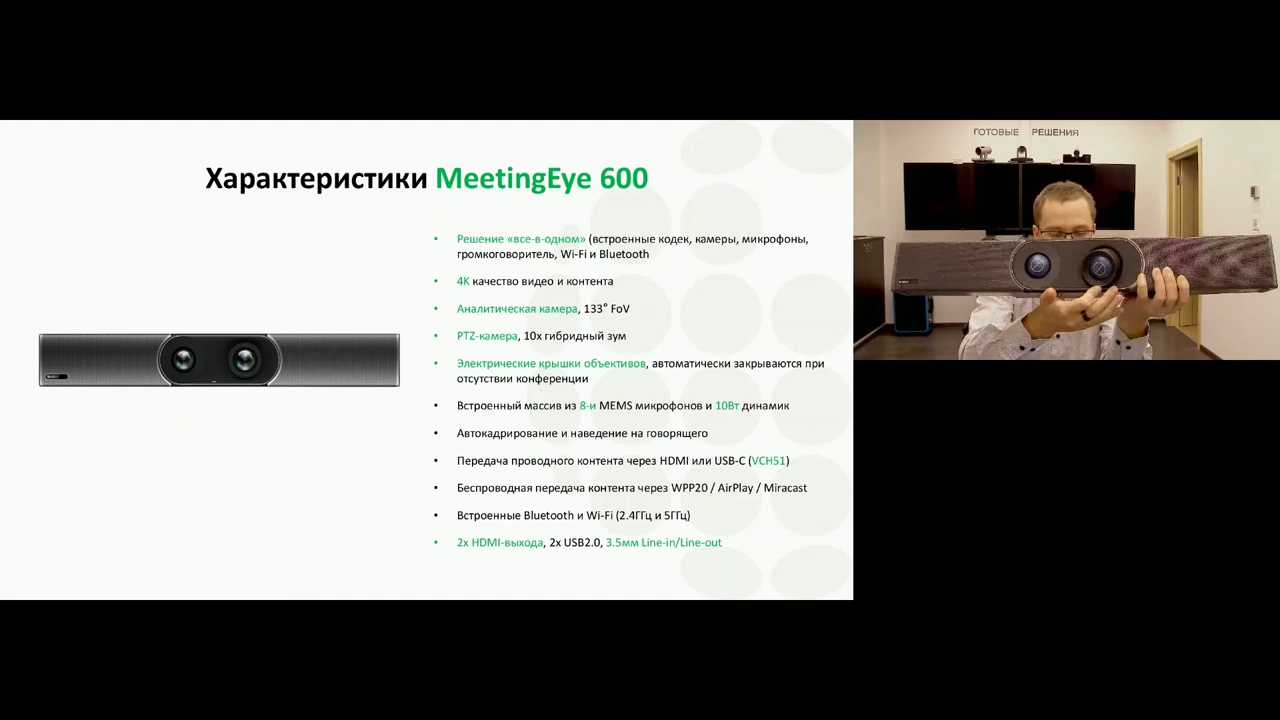 Характеристики MeetingEye 600
• Решение «все-в-одном» (встроенные кодек, камеры, микрофоны,
громкоговоритель, Wi-Fi и Bluetooth
• 4K качество видео и контента
• Аналитическая камера, 133° FoV
• PTZ-камера, 10х гибридный зум
• Электрические крышки объективов, автоматически закрываются при
отсутствии конференции
• Встроенный массив из 8-и MEMS микрофонов и 10Вт динамик
• Автокадрирование и наведение на говорящего
• Передача проводного контента через HDMI или USB-C (VCH51)
• Беспроводная передача контента через WPP20 / AirPlay / Miracast
• Встроенные Bluetooth и Wi-Fi (2.4ГГц и 5ГГц)
• 2x HDMI-выхода, 2x USB2.0, 3.5мм Line-in/Line-out
ГОТОВЫЕ РЕШЕНИЯ